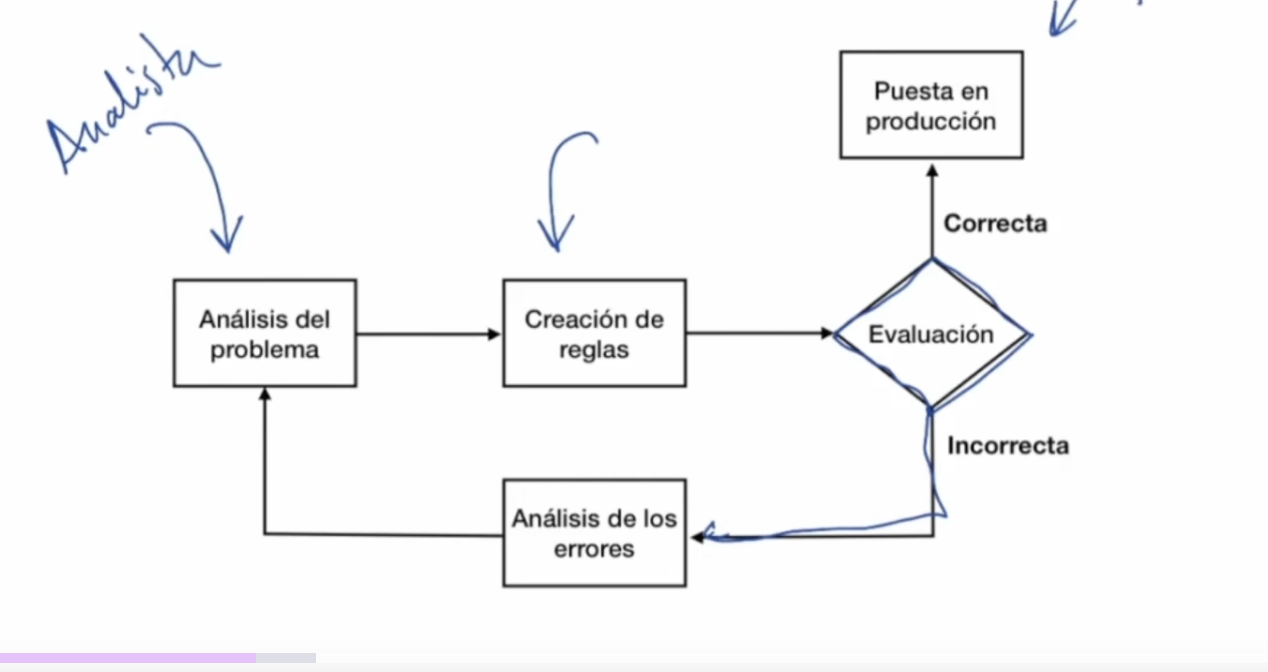 Analista
Puesta en
producción
Correcta
Análisis del
problema
Creación de
reglas
Evaluación
Incorrecta
Análisis de los
errores